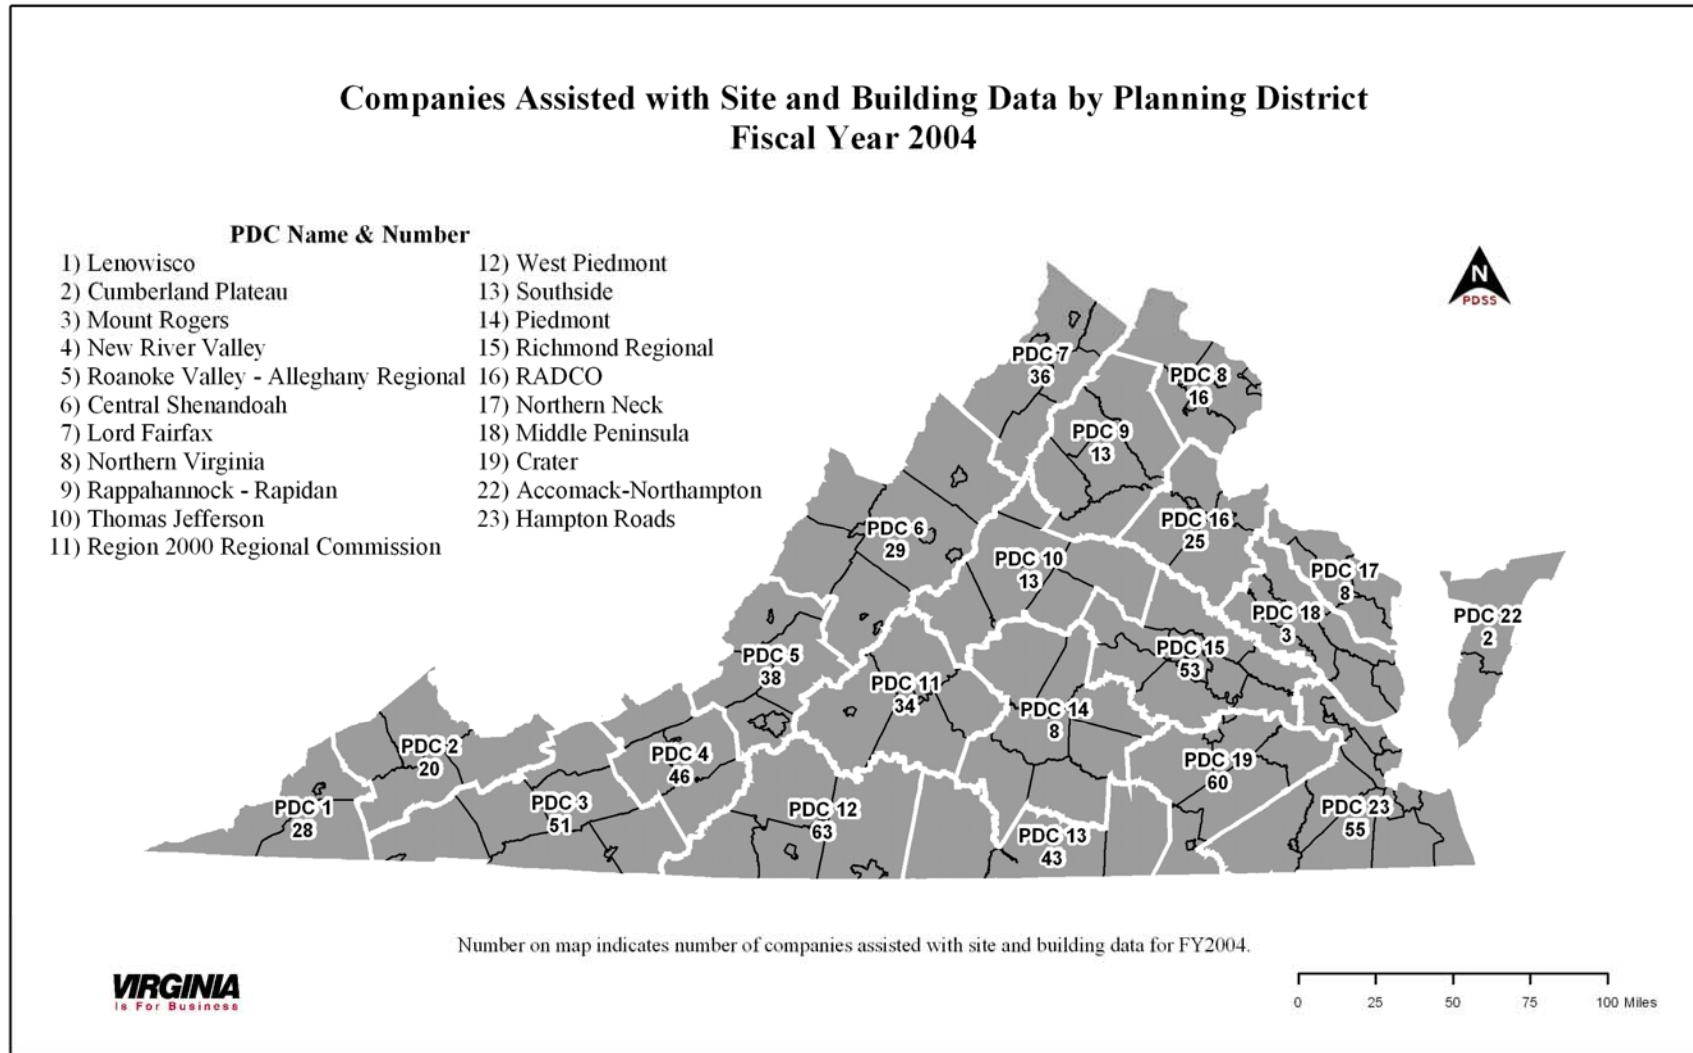 Companies Assisted with Site and Building Data by Planning District
Fiscal Year 2004
PDC Name & Number
1) Lenowisco
2) Cumberland Plateau
3) Mount Rogers
4) New River Valley
5) Roanoke Valley - Alleghany Regional
6) Central Shenandoah
7) Lord Fairfax
8) Northern Virginia
9) Rappahannock - Rapidan
10) Thomas Jefferson
11) Region 2000 Regional Commission
12) West Piedmont
13) Southside
14) Piedmont
15) Richmond Regional
16) RADCO
17) Northern Neck
18) Middle Peninsula
19) Crater
22) Accomack-Northampton
23) Hampton Roads
N
PDSS
PDC 7
36
PDC 8
16
PDC 9
13
PDC 6
29
PDC 16
25
PDC 10
13
PDC 17
8
PDC 18
3
PDC 22
2
PDC 5
38
PDC 15
53
PDC 11
34
PDC 14
8
PDC 2
20
PDC 4
46
PDC 19
60
PDC 1
28
PDC 3
51
PDC 12
63
PDC 23
55
PDC 13
43
Number on map indicates number of companies assisted with site and building data for FY2004.
VIRGINIA
Is For Business
0 25 50 75 100 Miles